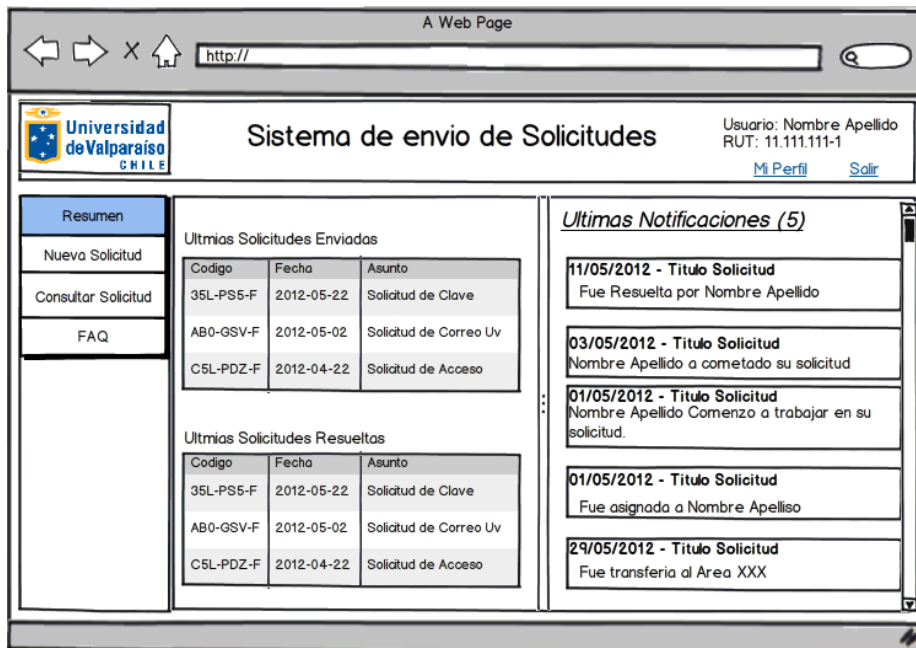 A Web Page
http://
Universidad
de Valparaíso
CHILE
Sistema de envio de Solicitudes
Usuario: Nombre Apellido
RUT: 11.111.111-1
Mi Perfil Salir
Resumen
Nueva Solicitud
Consultar Solicitud
FAQ
Ultmias Solicitudes Enviadas
Codigo Fecha Asunto
35L-PS5-F 2012-05-22 Solicitud de Clave
AB0-GSV-F 2012-05-02 Solicitud de Correo Uv
C5L-PDZ-F 2012-04-22 Solicitud de Acceso
Ultmias Solicitudes Resueltas
Codigo Fecha Asunto
35L-PS5-F 2012-05-22 Solicitud de Clave
AB0-GSV-F 2012-05-02 Solicitud de Correo Uv
C5L-PDZ-F 2012-04-22 Solicitud de Acceso
Ultimas Notificaciones (5)
11/05/2012 - Titulo Solicitud
Fue Resuelta por Nombre Apellido
03/05/2012 - Titulo Solicitud
Nombre Apellido a cometado su solicitud
01/05/2012 - Titulo Solicitud
Nombre Apellido Comenzo a trabajar en su
solicitud.
01/05/2012 - Titulo Solicitud
Fue asignada a Nombre Apelliso
29/05/2012 - Titulo Solicitud
Fue transferia al Area XXX